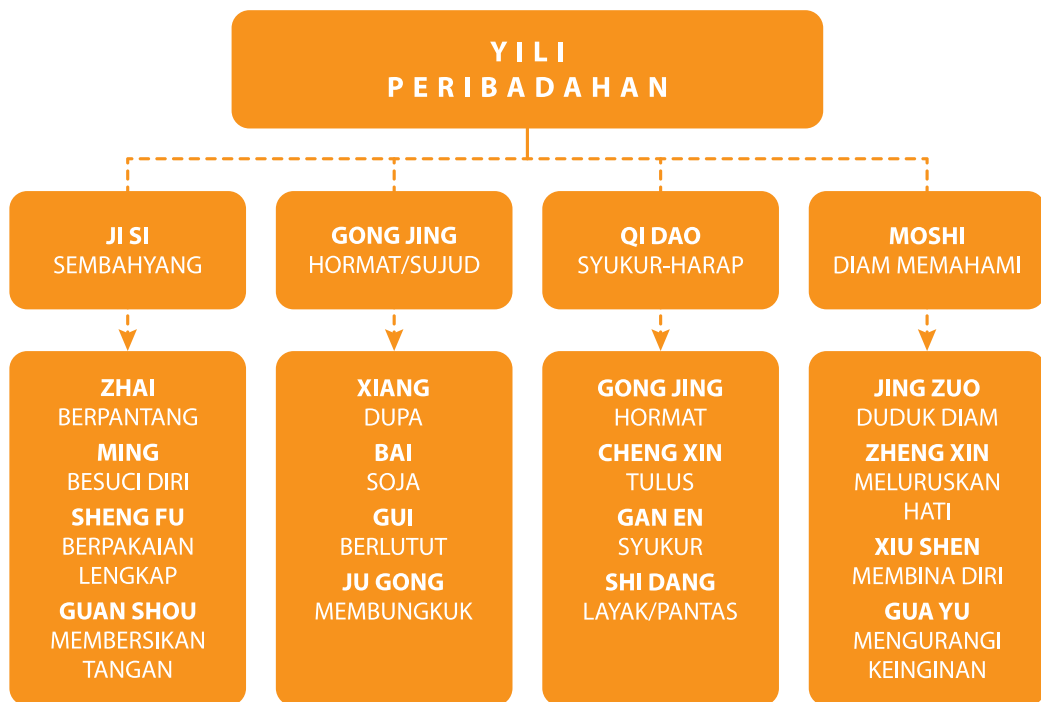 YILI
PERIBADAHAN
JI SI
SEMBAHYANG
GONG JING
HORMAT/SUJUD
QI DAO
SYUKUR-HARAP
MOSHI
DIAM MEMAHAMI
ZHAI
BERPANTANG
MING
BESUCI DIRI
SHENG FU
BERPAKAIAN
LENGKAP
GUAN SHOU
MEMBERSIKAN
TANGAN
XIANG
DUPA
BAI
SOJA
GUI
BERLUTUT
JU GONG
MEMBUNGKUK
GONG JING
HORMAT
CHENG XIN
TULUS
GAN EN
SYUKUR
SHI DANG
LAYAK/PANTAS
JING ZUO
DUDUK DIAM
ZHENG XIN
MELURUSKAN
HATI
XIU SHEN
MEMBINA DIRI
GUA YU
MENGURANGI
KEINGINAN